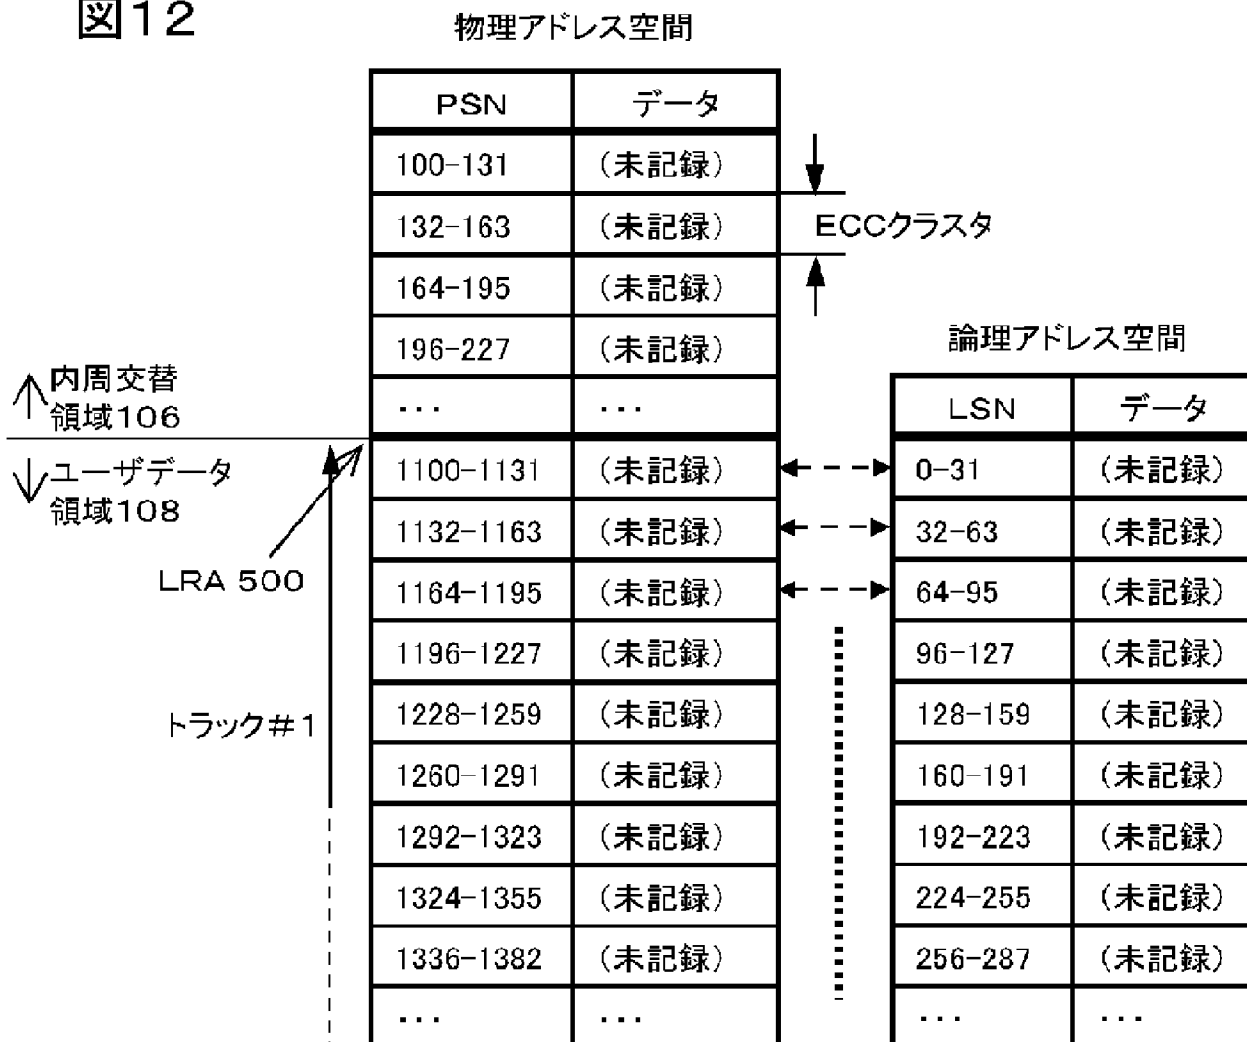 図12
物理アドレス空間
PSN データ
100-131 (未記録)
132-163 (未記録)
164-195 (未記録)
196-227 (未記録)
... ...
1100-1131 (未記録)
1132-1163 (未記録)
1164-1195 (未記録)
1196-1227 (未記録)
1228-1259 (未記録)
1260-1291 (未記録)
1292-1323 (未記録)
1324-1355 (未記録)
1336-1382 (未記録)
... ...
ECCクラスタ
内周交替
領域106
ユーザデータ
領域108
LRA 500
トラック#1
論理アドレス空間
LSN データ
0-31 (未記録)
32-63 (未記録)
64-95 (未記録)
96-127 (未記録)
128-159 (未記録)
160-191 (未記録)
192-223 (未記録)
224-255 (未記録)
256-287 (未記録)
... ...